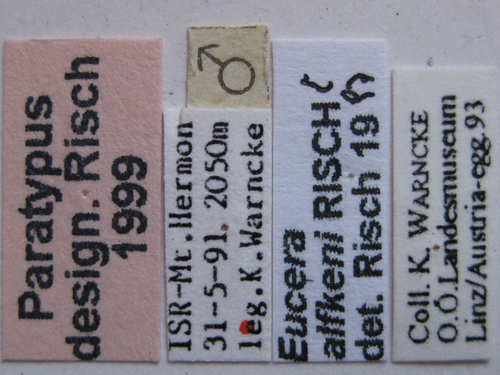 Paratypus
design. Risch
1999
♂
ISR-Mt.Hermon
31-5-91 2050m
leg.K.Warncke
Eucera
alfkeni RISCH
det. Risch 19
Coll. K. WARNCKE
O.Ö.Landesmuseum
Linz/Austria-egg.93